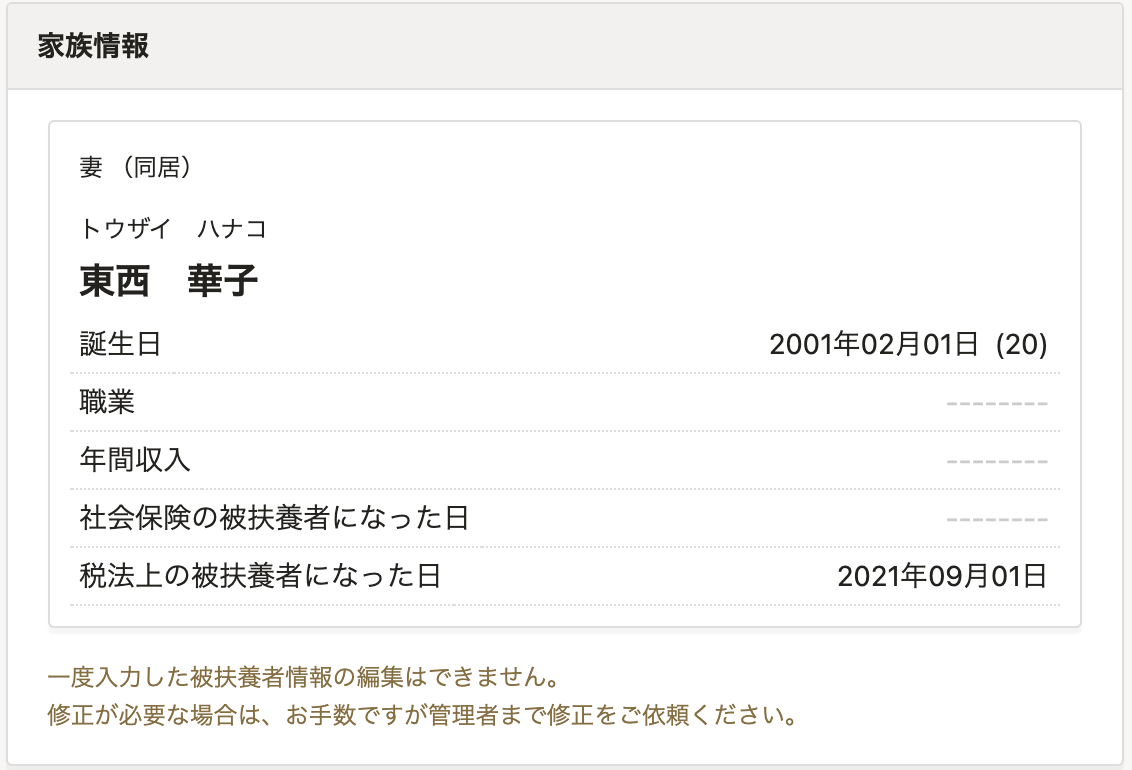 家族情報
妻 （同居）
トウザイ　ハナコ
東西　華子
誕生日 2001年02月01日 (20)
職業 --------
年間収入 --------
社会保険の被扶養者になった日 --------
税法上の被扶養者になった日 2021年09月01日
一度入力した被扶養者情報の編集はできません。
修正が必要な場合は、お手数ですが管理者まで修正をご依頼ください。